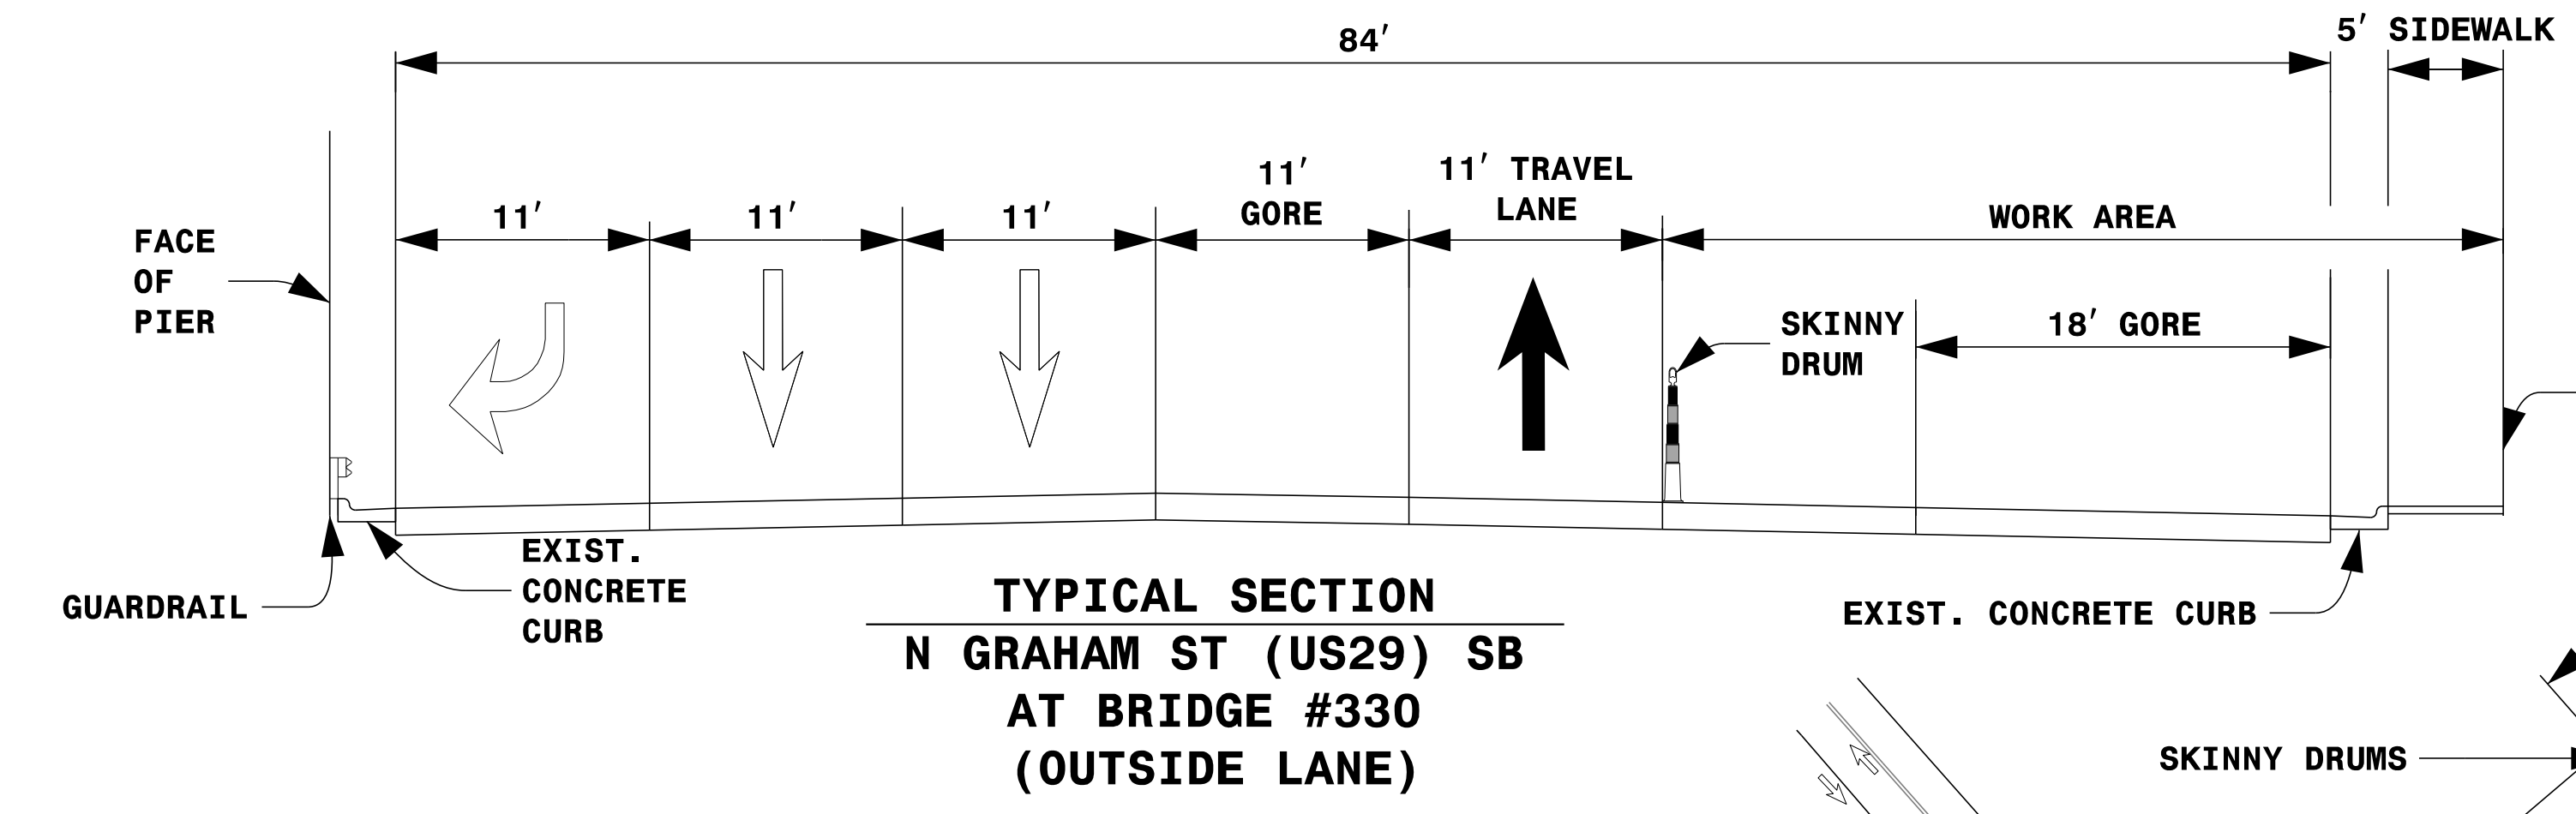 84′
5′ SIDEWALK
11′
11′
11′
11′
GORE
11′ TRAVEL
LANE
WORK AREA
FACE
OF
PIER
SKINNY
DRUM
18′ GORE
GUARDRAIL
EXIST.
CONCRETE
CURB
EXIST. CONCRETE CURB
TYPICAL SECTION
N GRAHAM ST (US29) SB
AT BRIDGE #330
(OUTSIDE LANE)
SKINNY DRUMS